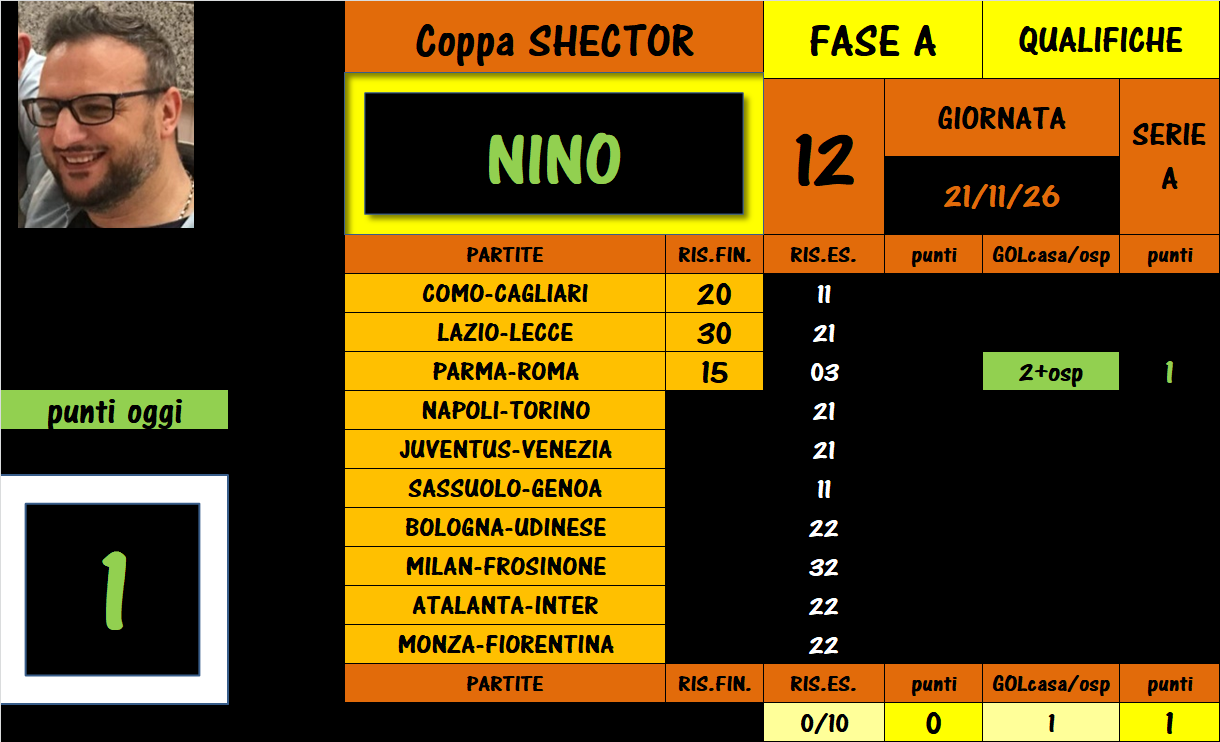 Coppa SHECTOR FASE A QUALIFICHE
NINO 12 GIORNATA SERIE A
21/11/26
PARTITE RIS.FIN. RIS.ES. punti GOLcasa/osp punti
COMO-CAGLIARI 20 11
LAZIO-LECCE 30 21
PARMA-ROMA 15 03 2+osp 1
NAPOLI-TORINO 21
punti oggi
JUVENTUS-VENEZIA 21
SASSUOLO-GENOA 11
BOLOGNA-UDINESE 22
MILAN-FROSINONE 32
1
ATALANTA-INTER 22
MONZA-FIORENTINA 22
PARTITE RIS.FIN. RIS.ES. punti GOLcasa/osp punti
0/10 0 1 1